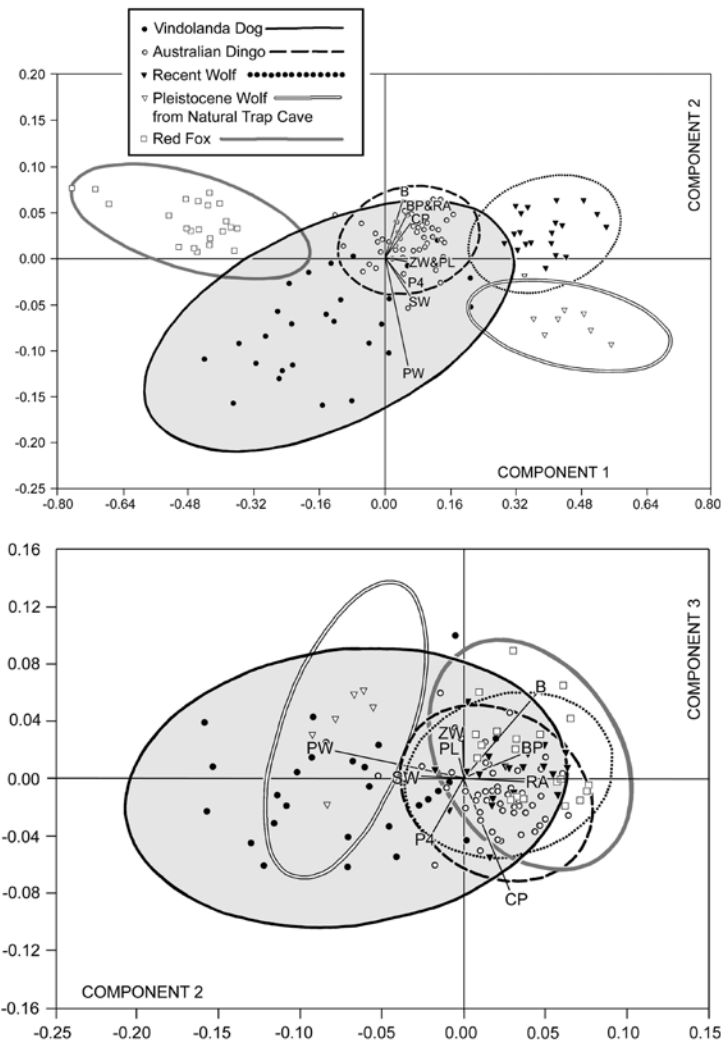 Vindolanda Dog
Australian Dingo
Recent Wolf
Pleistocene Wolf
from Natural Trap Cave
Red Fox
COMPONENT 2
0.20
0.15
0.10
0.05
0.00
-0.05
-0.10
-0.15
-0.20
-0.25
B
BP&RA
CP
ZW&PL
P4
SW
PW
COMPONENT 1
-0.80 -0.64 -0.48 -0.32 -0.16 0.00 0.16 0.32 0.48 0.64 0.80
0.16
0.12
0.08
0.04
0.00
-0.04
-0.08
-0.12
-0.16
COMPONENT 3
B
ZW
PL
BP
PW
SW
RA
P4
CP
COMPONENT 2
-0.25 -0.20 -0.15 -0.10 -0.05 0.00 0.05 0.10 0.15